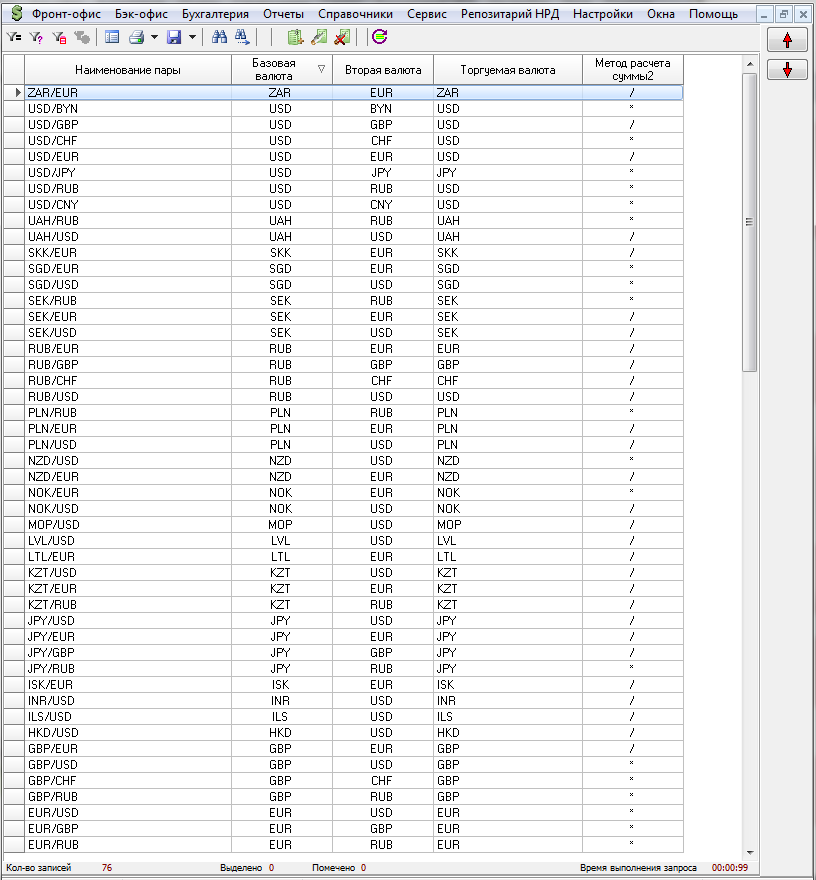 Фронт-офис Бэк-офис Бухгалтерия Отчеты Справочники Сервис Репозитарий НРД Настройки Окна Помощь
Наименование пары Базовая валюта Вторая валюта Торгуемая валюта Метод расчета суммы2
ZAR/EUR ZAR EUR ZAR /
USD/BYN USD BYN USD *
USD/GBP USD GBP USD /
USD/CHF USD CHF USD *
USD/EUR USD EUR USD /
USD/JPY USD JPY JPY *
USD/RUB USD RUB USD *
USD/CNY USD CNY USD *
UAH/RUB UAH RUB UAH *
UAH/USD UAH USD UAH /
SKK/EUR SKK EUR SKK /
SGD/EUR SGD EUR SGD *
SGD/USD SGD USD SGD *
SEK/RUB SEK RUB SEK *
SEK/EUR SEK EUR SEK /
SEK/USD SEK USD SEK /
RUB/EUR RUB EUR EUR /
RUB/GBP RUB GBP GBP /
RUB/CHF RUB CHF CHF /
RUB/USD RUB USD USD /
PLN/RUB PLN RUB PLN *
PLN/EUR PLN EUR PLN /
PLN/USD PLN USD PLN /
NZD/USD NZD USD NZD *
NZD/EUR NZD EUR NZD /
NOK/EUR NOK EUR NOK *
NOK/USD NOK USD NOK /
MOP/USD MOP USD MOP /
LVL/USD LVL USD LVL /
LTL/EUR LTL EUR LTL /
KZT/USD KZT USD KZT /
KZT/EUR KZT EUR KZT /
KZT/RUB KZT RUB KZT /
JPY/USD JPY USD JPY /
JPY/EUR JPY EUR JPY /
JPY/GBP JPY GBP JPY /
JPY/RUB JPY RUB JPY *
ISK/EUR ISK EUR ISK /
INR/USD INR USD INR /
ILS/USD ILS USD ILS /
HKD/USD HKD USD HKD /
GBP/EUR GBP EUR GBP /
GBP/USD GBP USD GBP *
GBP/CHF GBP CHF GBP *
GBP/RUB GBP RUB GBP *
EUR/USD EUR USD EUR *
EUR/GBP EUR GBP EUR *
EUR/RUB EUR RUB EUR *
Кол-во записей 76 Выделено 0 Помечено 0 Время выполнения запроса 00:00:99